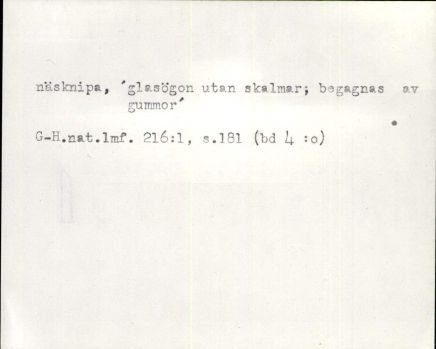 näsknipa, ´glasögon utan skalmar; begagnas av
gummor´
G-H.nat.lmf. 216:1, s.181 (bd 4 :o)